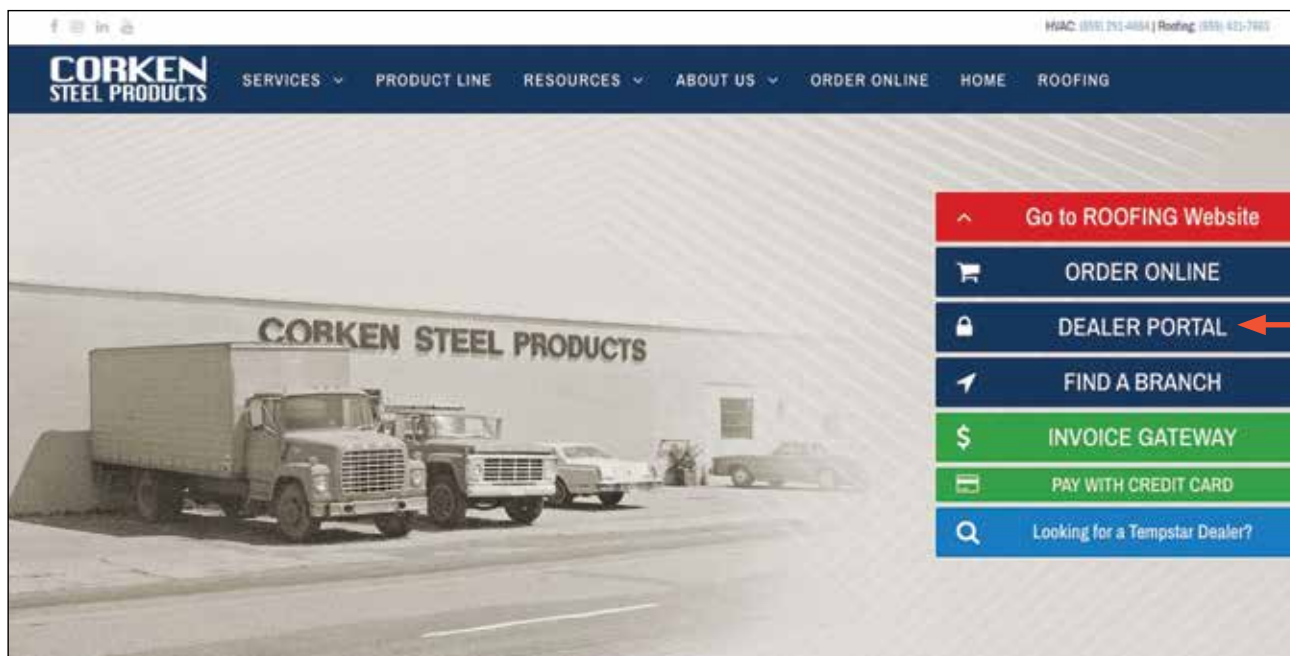 HVAC: | Roofing:
CORKEN
STEEL PRODUCTS
SERVICES PRODUCT LINE RESOURCES ABOUT US ORDER ONLINE HOME ROOFING
Go to ROOFING Website
ORDER ONLINE
DEALER PORTAL
FIND A BRANCH
$ INVOICE GATEWAY
PAY WITH CREDIT CARD
Looking for a Tempstar Dealer?
CORKEN STEEL PRODUCTS